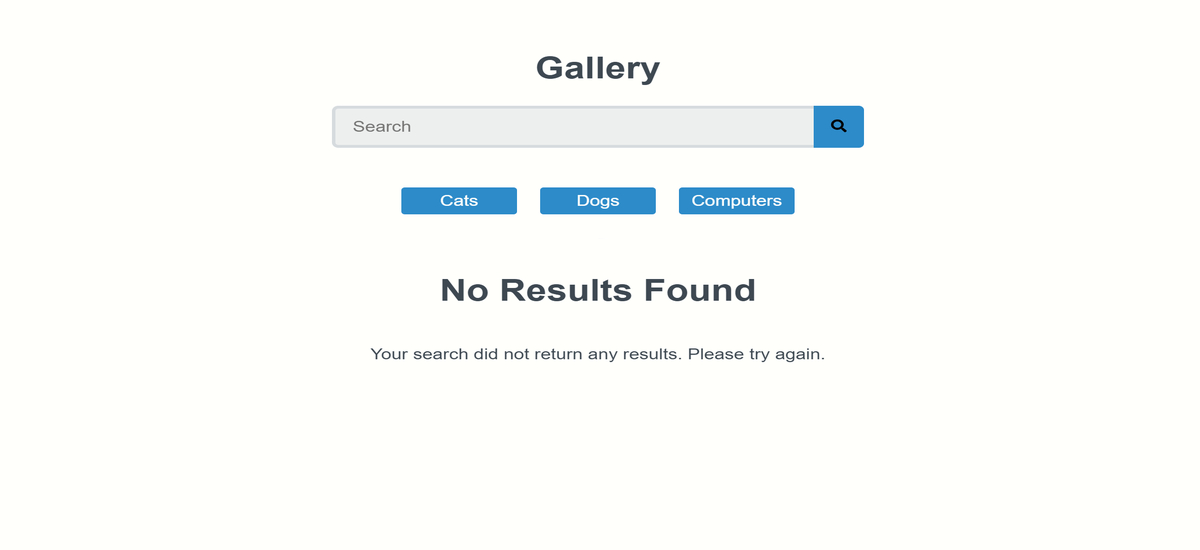 Gallery
Search
Cats Dogs Computers
No Results Found
Your search did not return any results. Please try again.